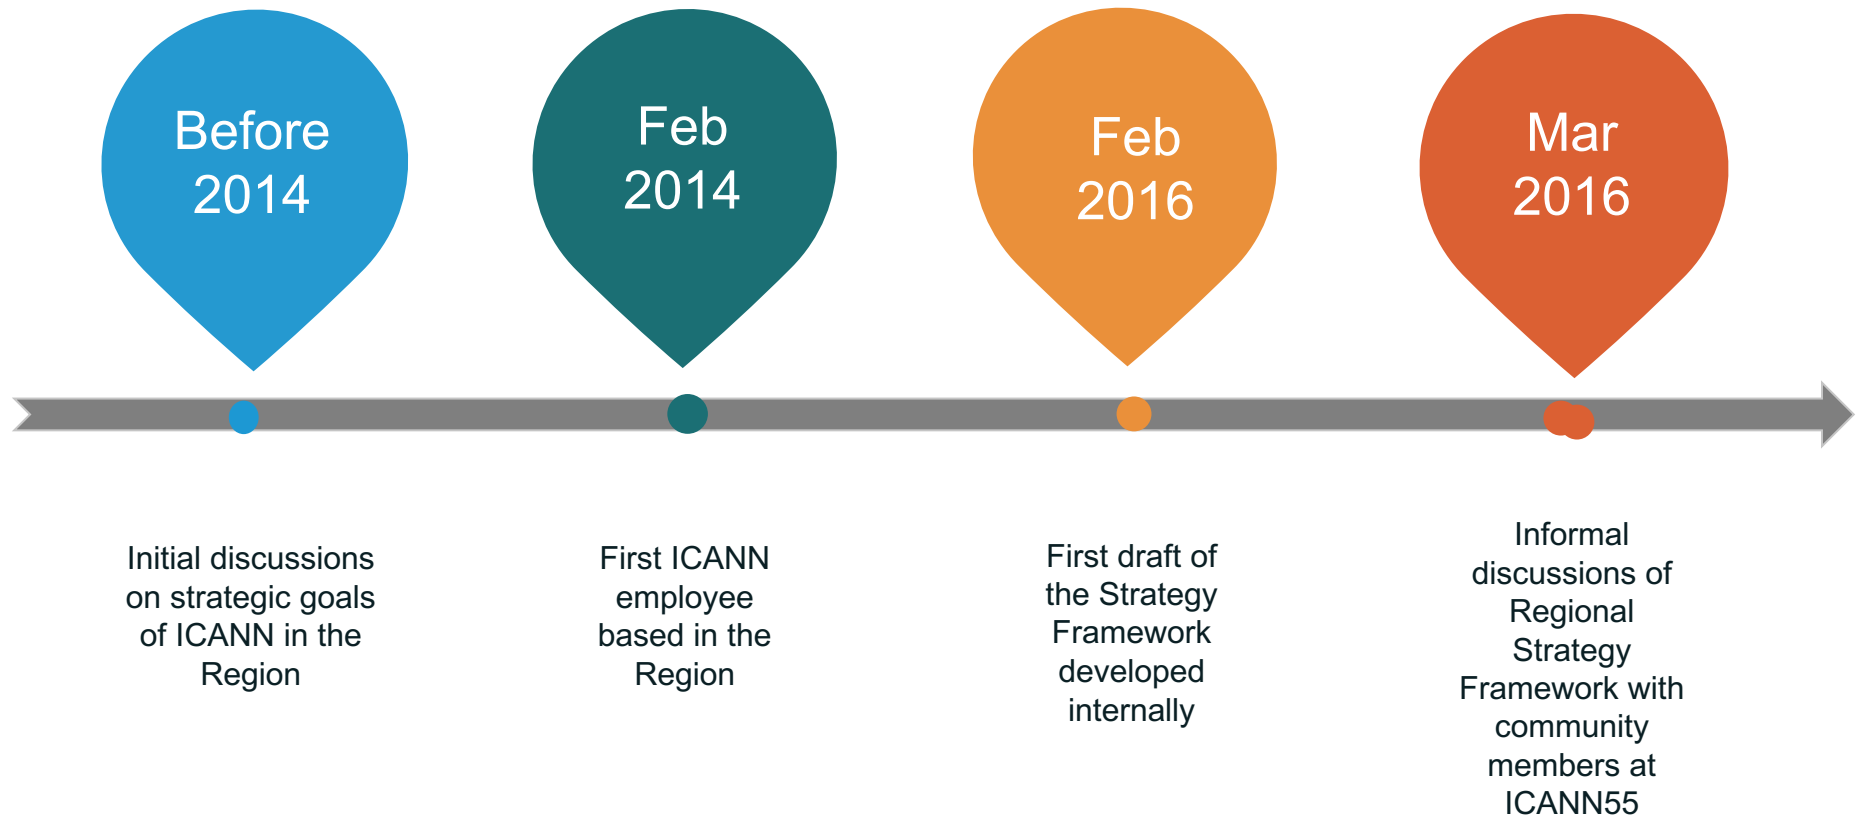 Before
2014
Feb
2014
Feb
2016
Mar
2016
Initial discussions
on strategic goals
of ICANN in the
Region
First ICANN
employee
based in the
Region
First draft of
the Strategy
Framework
developed
internally
Informal
discussions of
Regional
Strategy
Framework with
community
members at
ICANN55